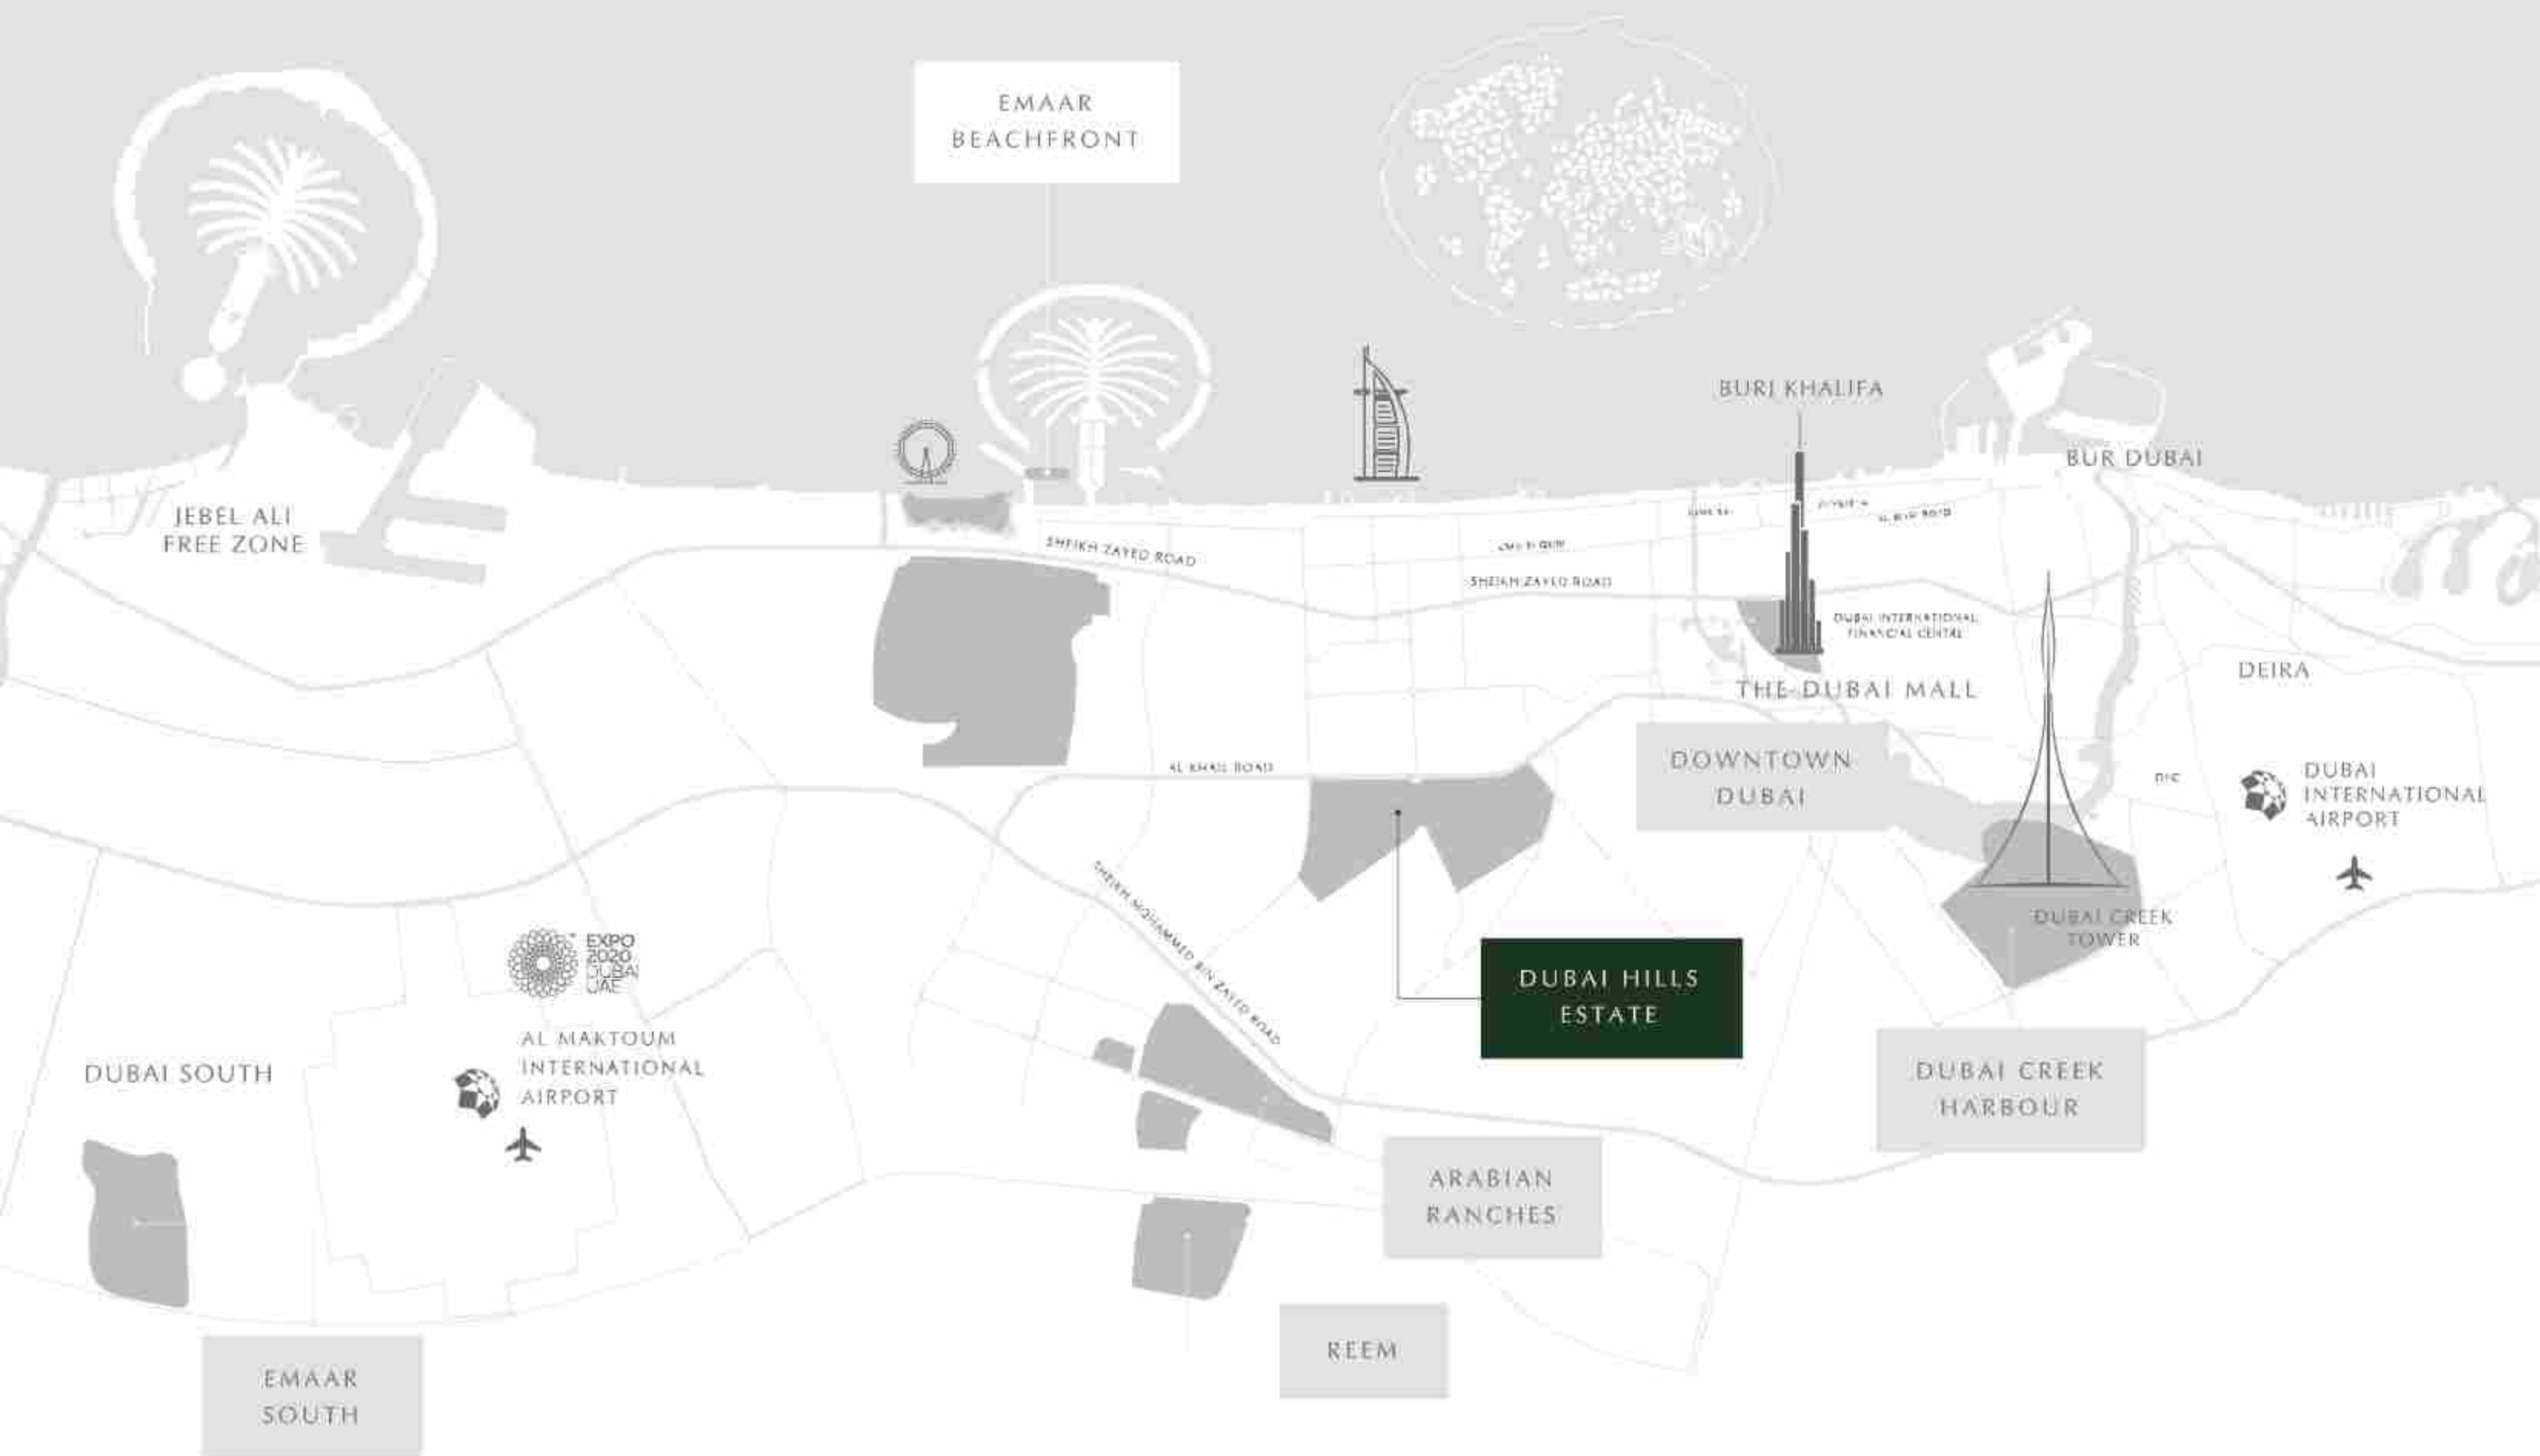 EMAAR
BEACHFRONT
BURJ KHALIFA
BUR DUBAI
JEBEL ALI
FREE ZONE
SHEIKH ZAYED ROAD
SHEIKH ZAYED ROAD
DUBAI INTERNATIONAL
FINANCIAL CENTRE
DEIRA
THE DUBAI MALL
DOWNTOWN
DUBAI
AL KHAIL ROAD
DUBAI
INTERNATIONAL
AIRPORT
SHEIKH MOHAMMED BIN ZAYED ROAD
DUBAI CREEK
TOWER
EXPO
2020
DUBAI
UAE
DUBAI HILLS
ESTATE
AL MAKTOUM
INTERNATIONAL
AIRPORT
DUBAI SOUTH
DUBAI CREEK
HARBOUR
ARABIAN
RANCHES
REEM
EMAAR
SOUTH